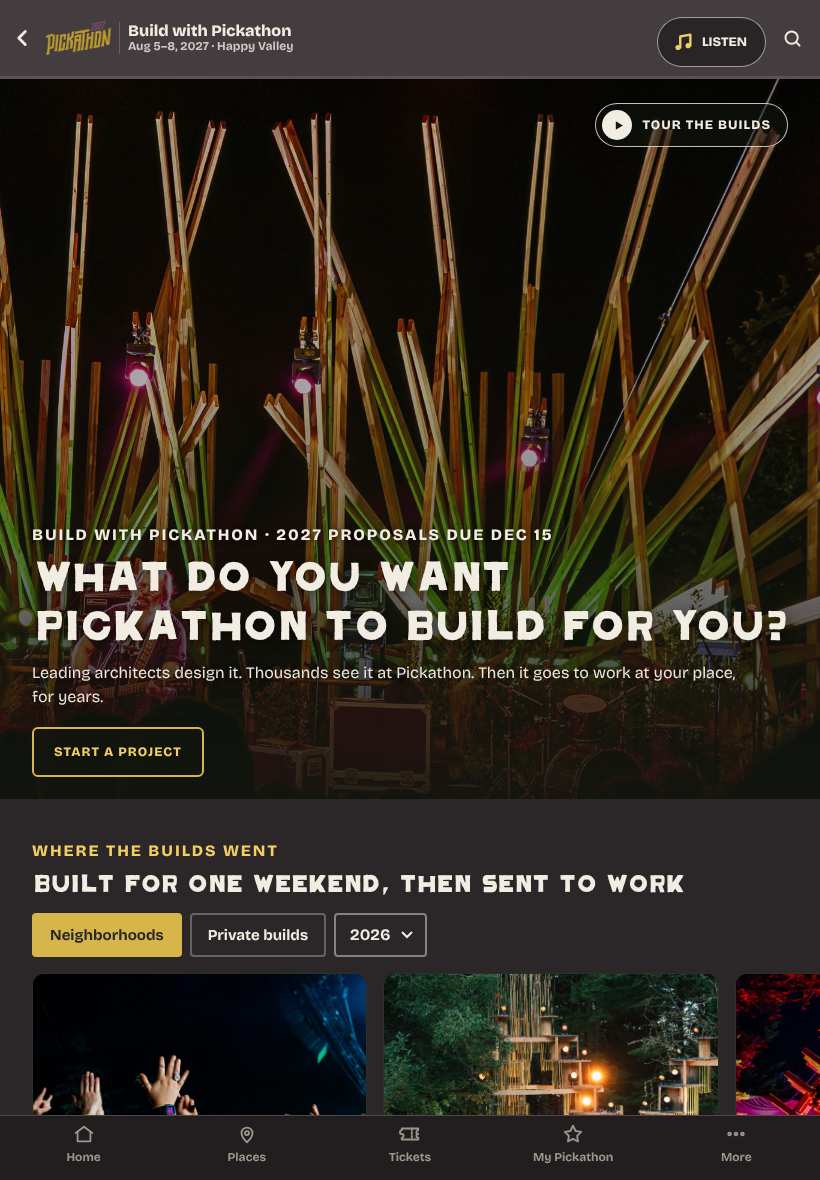 PICKATHON
Build with Pickathon
Aug 5–8, 2027 · Happy Valley
LISTEN
TOUR THE BUILDS
BUILD WITH PICKATHON · 2027 PROPOSALS DUE DEC 15
WHAT DO YOU WANT
PICKATHON TO BUILD FOR YOU?
Leading architects design it. Thousands see it at Pickathon. Then it goes to work at your place,
for years.
START A PROJECT
WHERE THE BUILDS WENT
BUILT FOR ONE WEEKEND, THEN SENT TO WORK
Neighborhoods
Private builds
2026
Home
Places
Tickets
My Pickathon
More